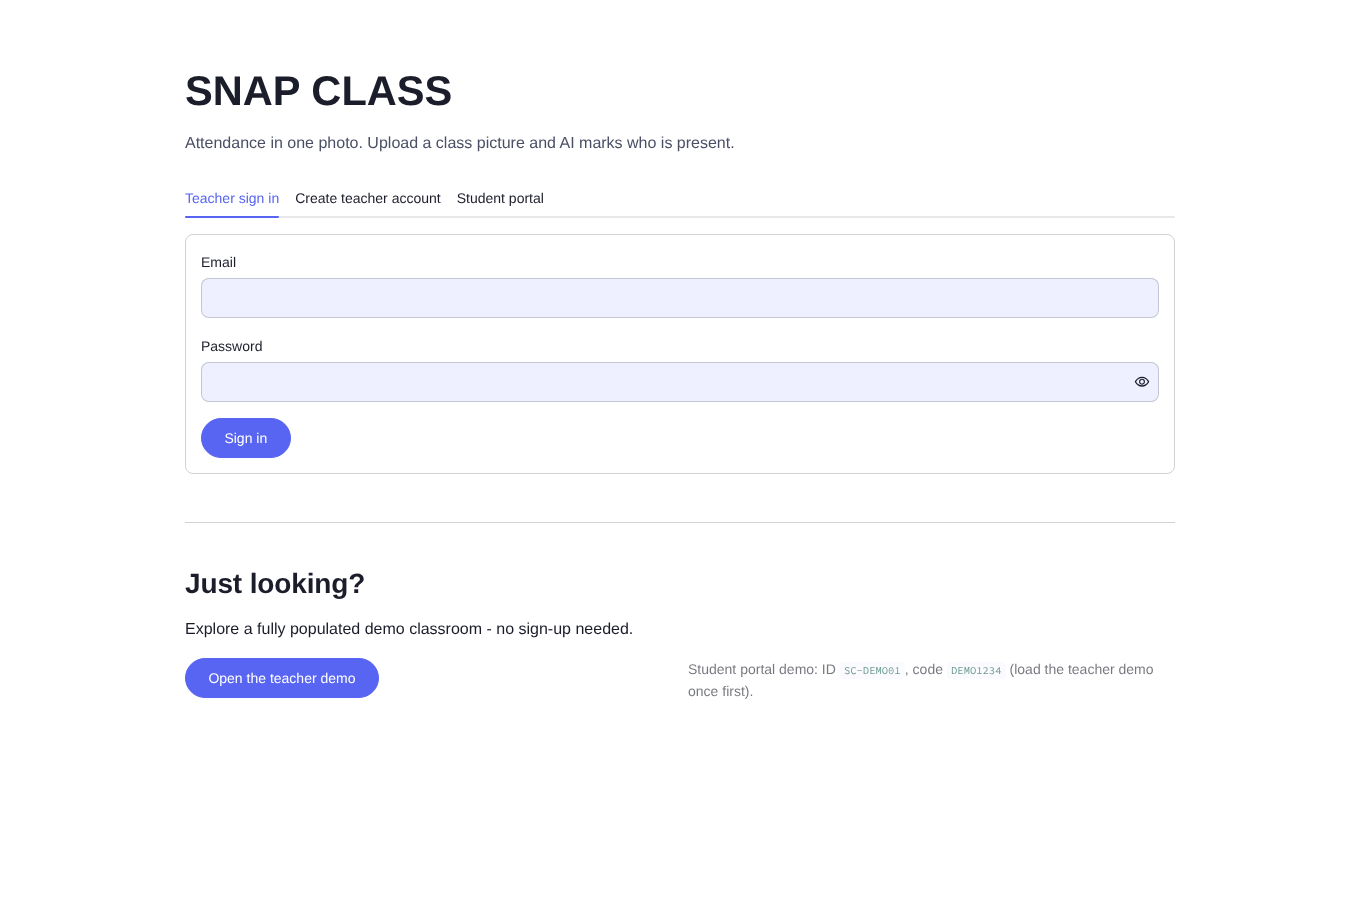 SNAP CLASS
Attendance in one photo. Upload a class picture and AI marks who is present.
Teacher sign in
Create teacher account
Student portal
Email
Password
Sign in
Just looking?
Explore a fully populated demo classroom - no sign-up needed.
Open the teacher demo
Student portal demo: ID SC-DEMO01, code DEMO1234 (load the teacher demo
once first).